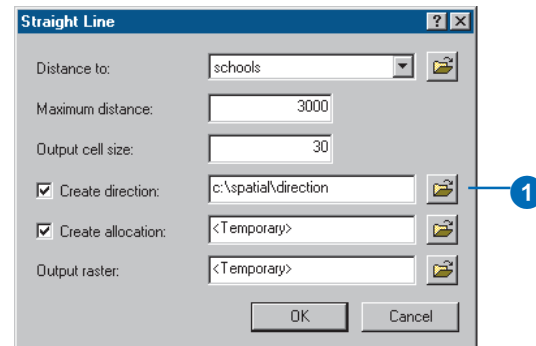 Straight Line
Distance to: schools
Maximum distance: 3000
Output cell size: 30
Create direction: c:\spatial\direction
1
Create allocation: <Temporary>
Output raster: <Temporary>
OK Cancel